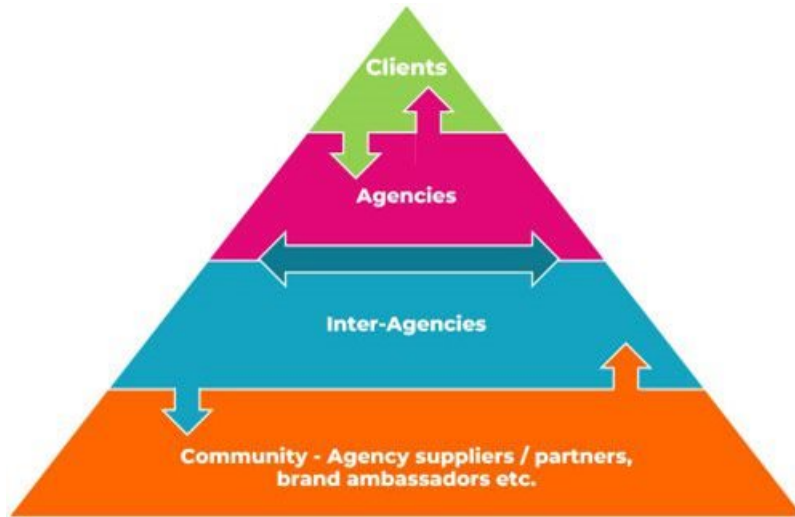 Clients
Agencies
Inter-Agencies
Community - Agency suppliers / partners,
brand ambassadors etc.